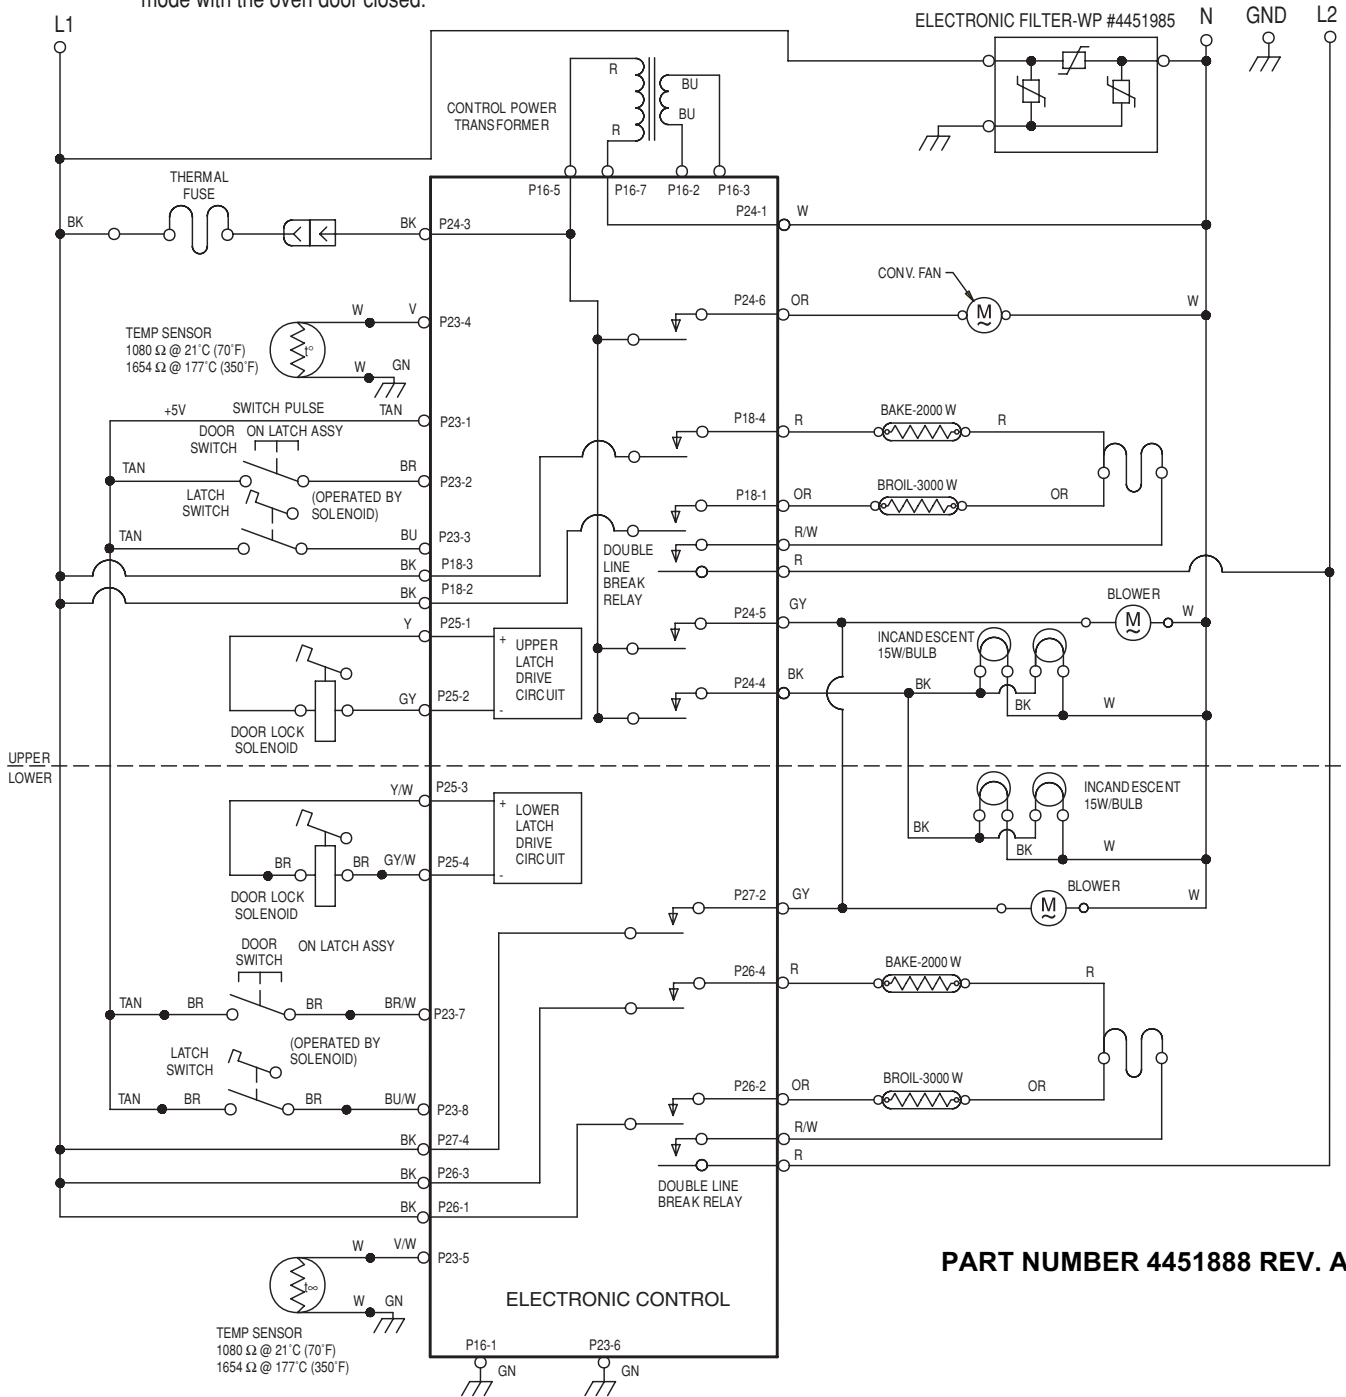 mode with the oven door closed.
L1
ELECTRONIC FILTER-WP #4451985
N
GND
L2
R
BU
CONTROL POWER
TRANSFORMER
BU
R
THERMAL
FUSE
P16-5
P16-7
P16-2
P16-3
P24-1
W
BK
BK
P24-3
CONV. FAN
M
~
W
P24-6
OR
W
V
P23-4
TEMP SENSOR
1080 Ω @ 21˚C (70˚F)
1654 Ω @ 177˚C (350˚F)
t°
W
GN
+5V
SWITCH PULSE
TAN
P23-1
DOOR
SWITCH
ON LATCH ASSY
P18-4
R
BAKE-2000 W
R
TAN
BR
P23-2
LATCH
SWITCH
(OPERATED BY
SOLENOID)
P18-1
OR
BROIL-3000 W
OR
TAN
BU
P23-3
R/W
BK
P18-3
DOUBLE
LINE
BREAK
RELAY
R
BK
P18-2
Y
P25-1
P24-5
GY
BLOWER
M
~
W
+
UPPER
LATCH
DRIVE
CIRCUIT
-
INCANDESCENT
15W/BULB
GY
P25-2
P24-4
BK
BK
BK
W
DOOR LOCK
SOLENOID
UPPER
LOWER
Y/W
P25-3
+
LOWER
LATCH
DRIVE
CIRCUIT
-
INCANDESCENT
15W/BULB
BK
BK
W
BR
BR
GY/W
P25-4
DOOR LOCK
SOLENOID
P27-2
GY
M
~
BLOWER
W
DOOR
SWITCH
ON LATCH ASSY
P26-4
R
BAKE-2000 W
R
TAN
BR
BR
BR/W
P23-7
(OPERATED BY
SOLENOID)
LATCH
SWITCH
P26-2
OR
BROIL-3000 W
OR
TAN
BR
BR
BU/W
P23-8
R/W
BK
P27-4
R
BK
P26-3
DOUBLE LINE
BREAK RELAY
BK
P26-1
W
V/W
P23-5
t∞
W
GN
TEMP SENSOR
1080 Ω @ 21˚C (70˚F)
1654 Ω @ 177˚C (350˚F)
ELECTRONIC CONTROL
PART NUMBER 4451888 REV. A
P16-1
GN
P23-6
GN